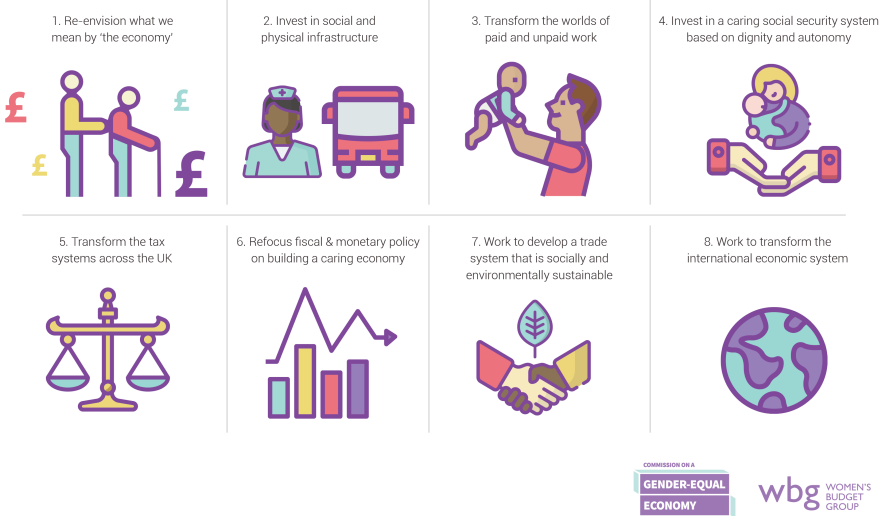 1. Re-envision what we
mean by ‘the economy’
2. Invest in social and
physical infrastructure
3. Transform the worlds of
paid and unpaid work
4. Invest in a caring social security system
based on dignity and autonomy
£
£
£
£
5. Transform the tax
systems across the UK
6. Refocus fiscal & monetary policy
on building a caring economy
7. Work to develop a trade
system that is socially and
environmentally sustainable
8. Work to transform the
international economic system
COMMISSION ON A
GENDER-EQUAL
ECONOMY
wbg
WOMEN'S
BUDGET
GROUP